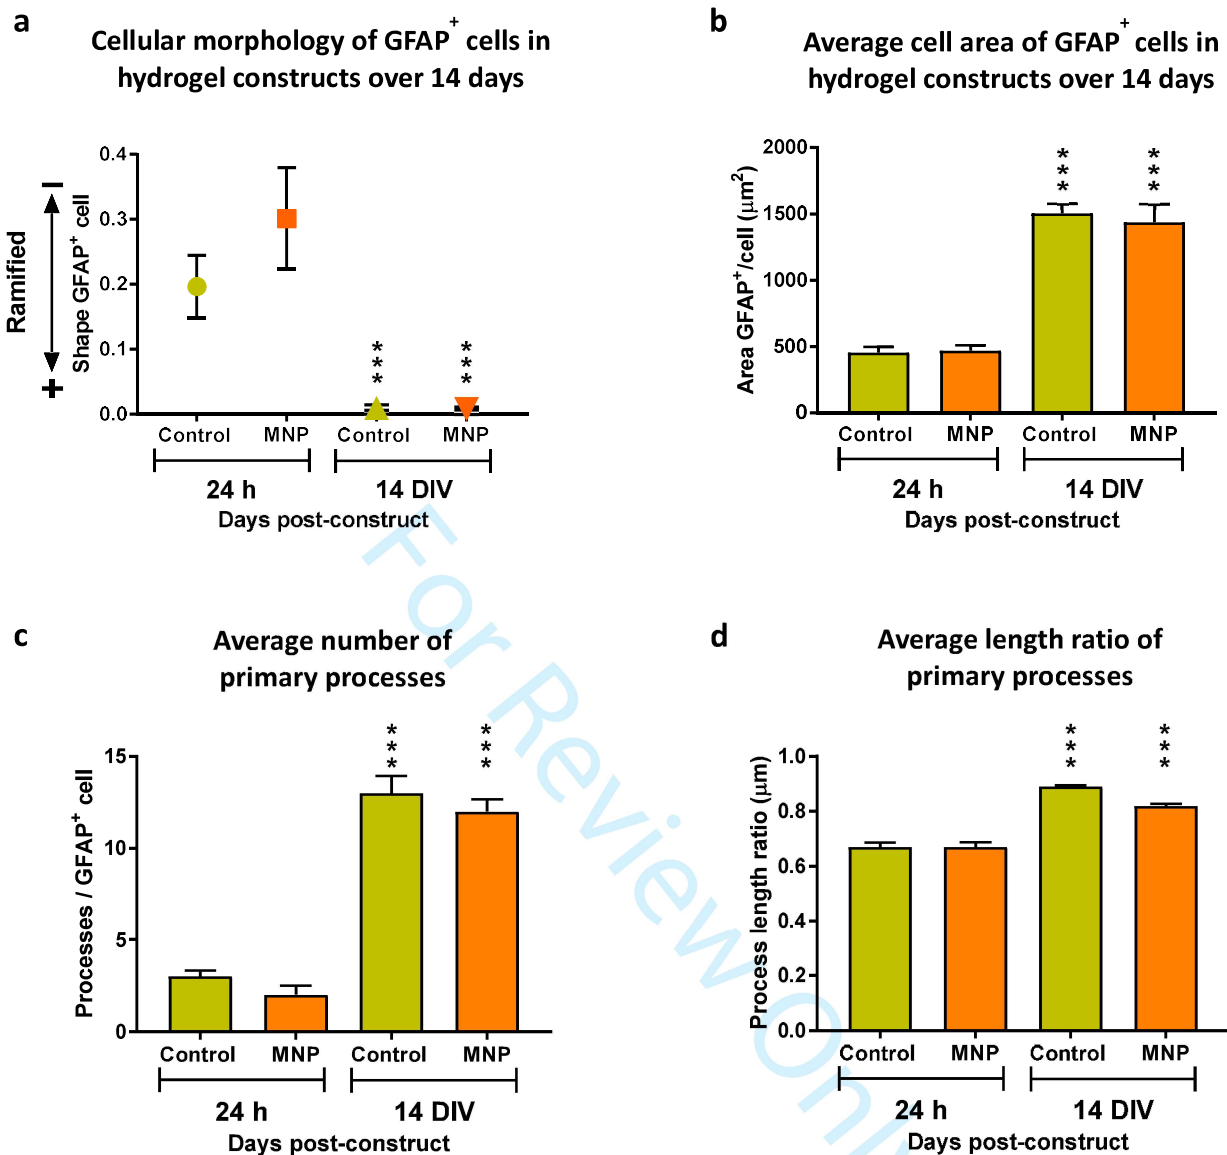 a
Cellular morphology of GFAP+ cells in
hydrogel constructs over 14 days
Ramified
−
+
Shape GFAP+ cell
0.4
0.3
0.2
0.1
0.0
***
***
Control
MNP
Control
MNP
24 h
14 DIV
Days post-construct
b
Average cell area of GFAP+ cells in
hydrogel constructs over 14 days
Area GFAP+/cell (μm2)
2000
1500
1000
500
0
***
***
Control
MNP
Control
MNP
24 h
14 DIV
Days post-construct
c
Average number of
primary processes
Processes / GFAP+ cell
15
10
5
0
***
***
Control
MNP
Control
MNP
24 h
14 DIV
Days post-construct
d
Average length ratio of
primary processes
Process length ratio (μm)
1.0
0.8
0.6
0.4
0.2
0.0
***
***
Control
MNP
Control
MNP
24 h
14 DIV
Days post-construct
For Review Onl